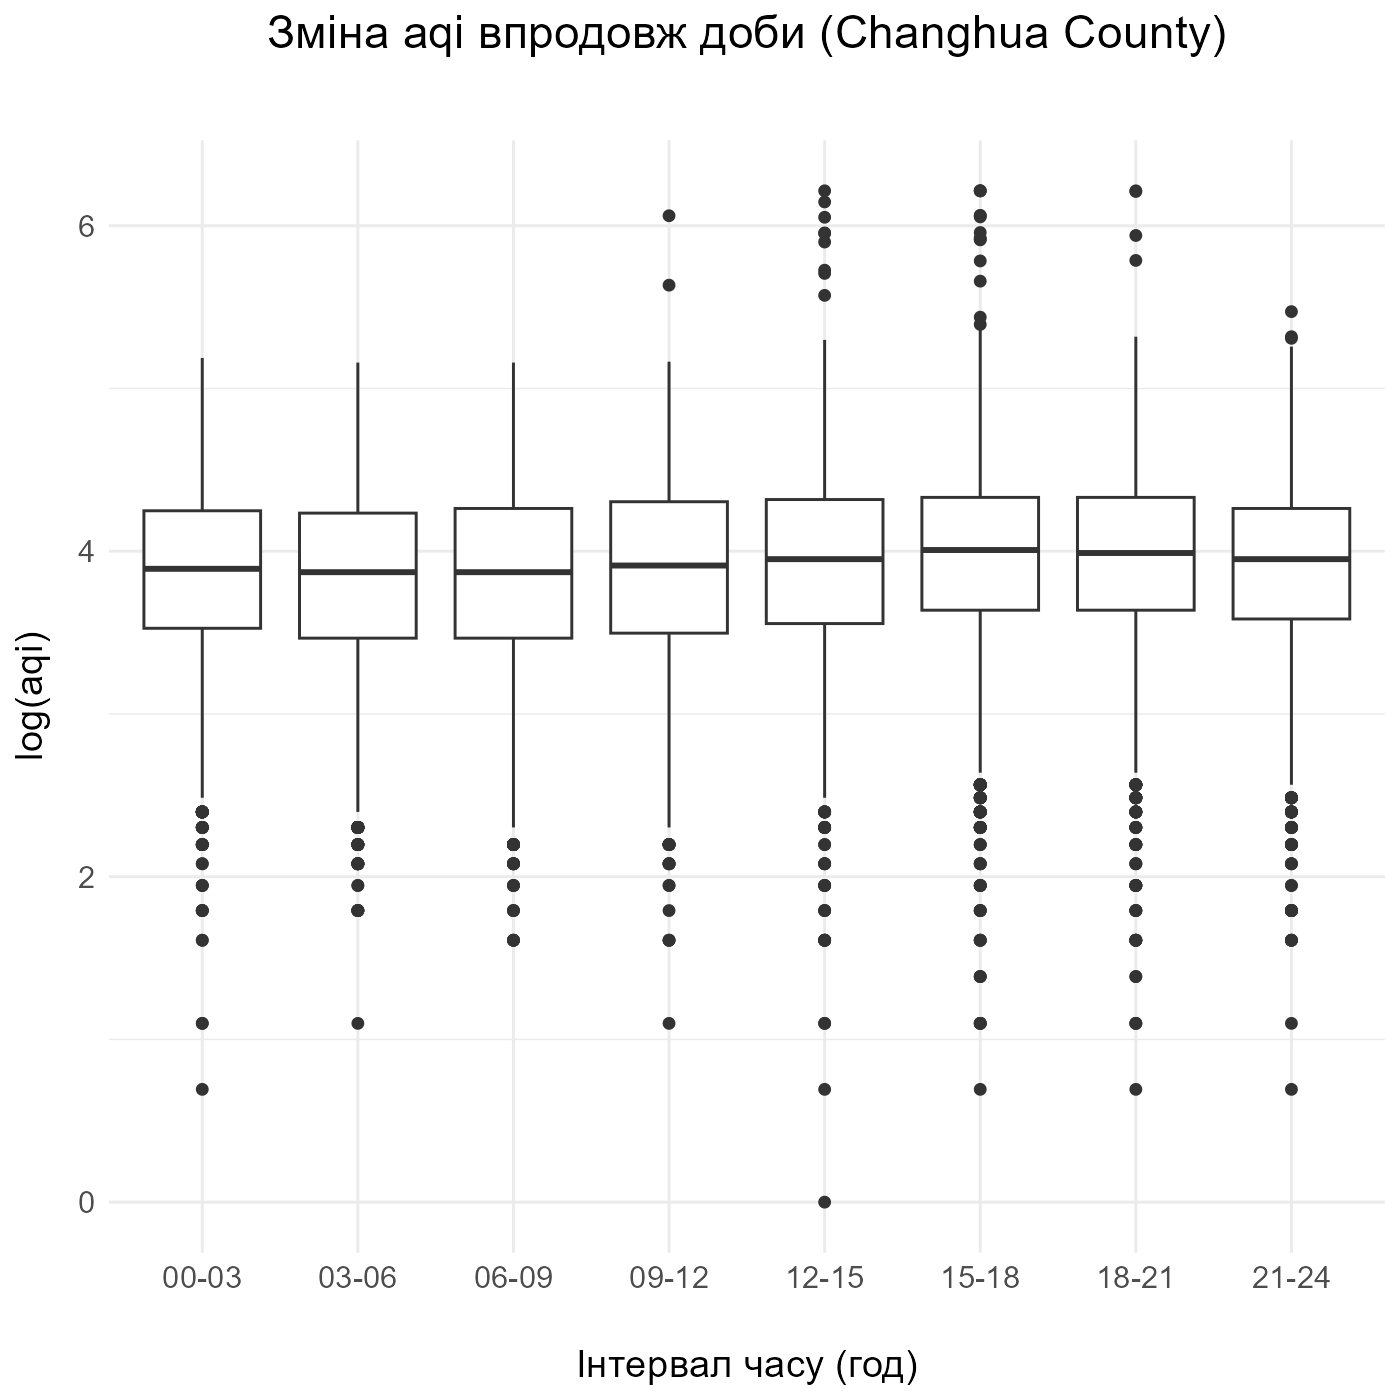 Зміна aqi впродовж доби (Changhua County)
6
4
2
0
log(aqi)
00-03 03-06 06-09 09-12 12-15 15-18 18-21 21-24
Інтервал часу (год)